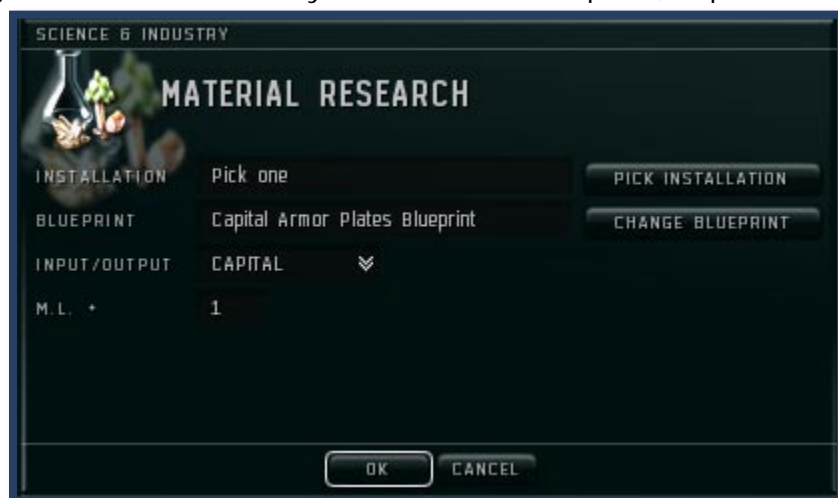 SCIENCE & INDUSTRY
MATERIAL RESEARCH
INSTALLATION Pick one PICK INSTALLATION
BLUEPRINT Capital Armor Plates Blueprint CHANGE BLUEPRINT
INPUT/OUTPUT CAPITAL
M.L. + 1
OK CANCEL